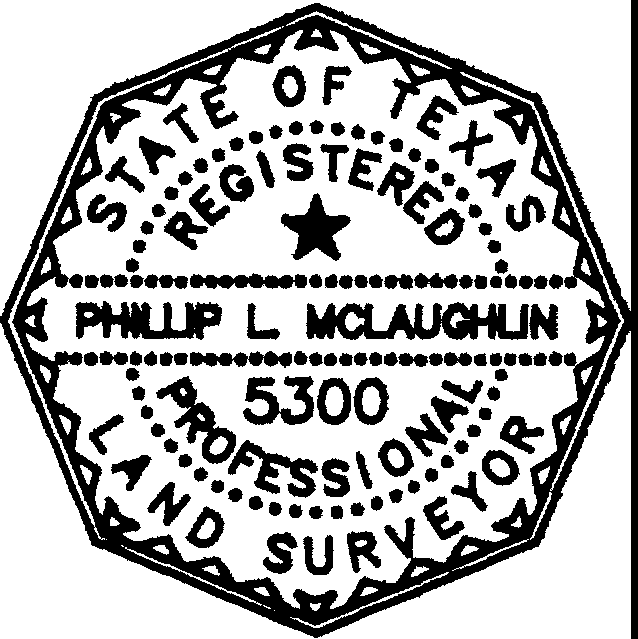 STATE OF TEXAS
REGISTERED
PHILLIP L. MCLAUGHLIN
5300
PROFESSIONAL
LAND SURVEYOR